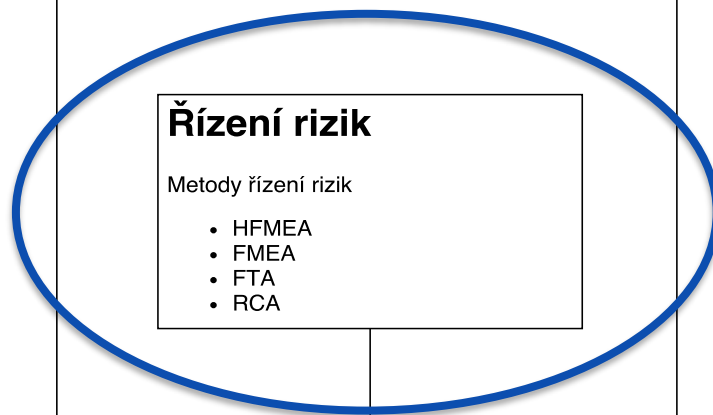 Řízení rizik
Metody řízení rizik
• HFMEA
• FMEA
• FTA
• RCA